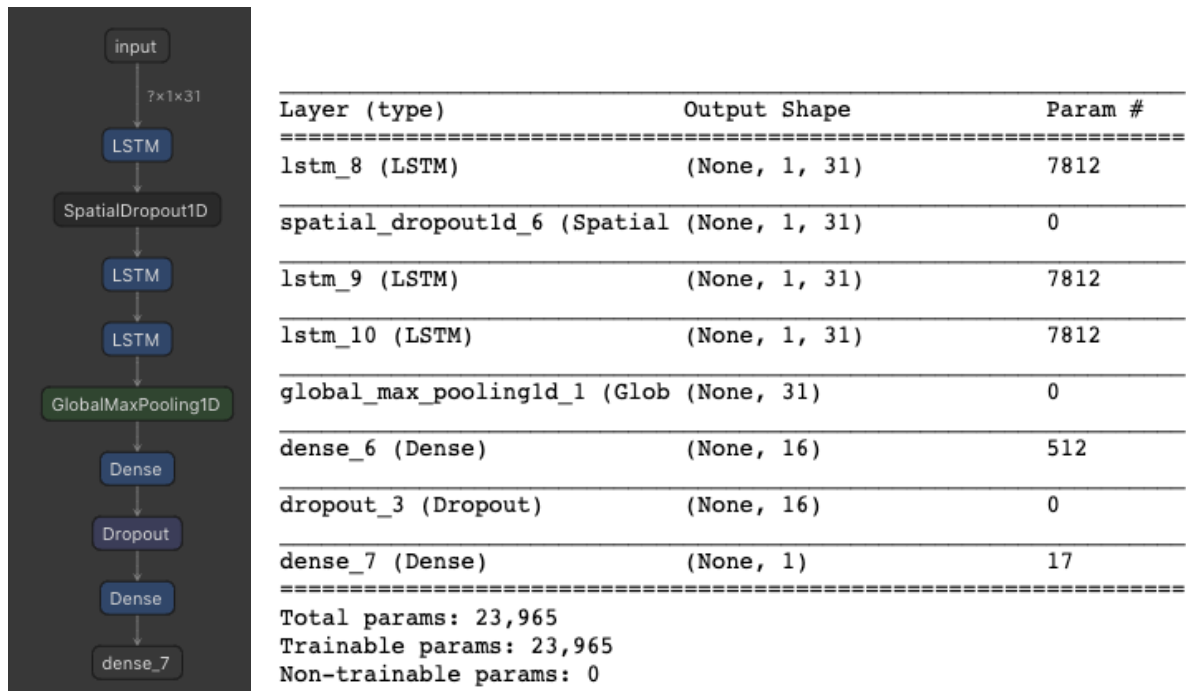 input
?×1×31
LSTM
SpatialDropout1D
LSTM
LSTM
GlobalMaxPooling1D
Dense
Dropout
Dense
dense_7
Layer (type) Output Shape Param #
lstm_8 (LSTM) (None, 1, 31) 7812
spatial_dropout1d_6 (Spatial (None, 1, 31) 0
lstm_9 (LSTM) (None, 1, 31) 7812
lstm_10 (LSTM) (None, 1, 31) 7812
global_max_pooling1d_1 (Glob (None, 31) 0
dense_6 (Dense) (None, 16) 512
dropout_3 (Dropout) (None, 16) 0
dense_7 (Dense) (None, 1) 17
Total params: 23,965
Trainable params: 23,965
Non-trainable params: 0